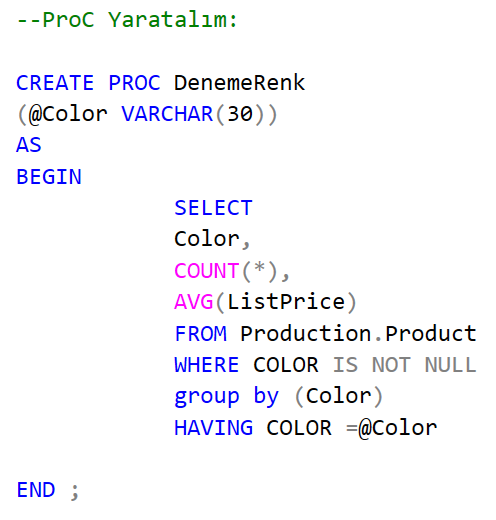 --ProC Yaratalım:
CREATE PROC DenemeRenk
(@Color VARCHAR(30))
AS
BEGIN
SELECT
Color,
COUNT(*),
AVG(ListPrice)
FROM Production.Product
WHERE COLOR IS NOT NULL
group by (Color)
HAVING COLOR =@Color
END ;